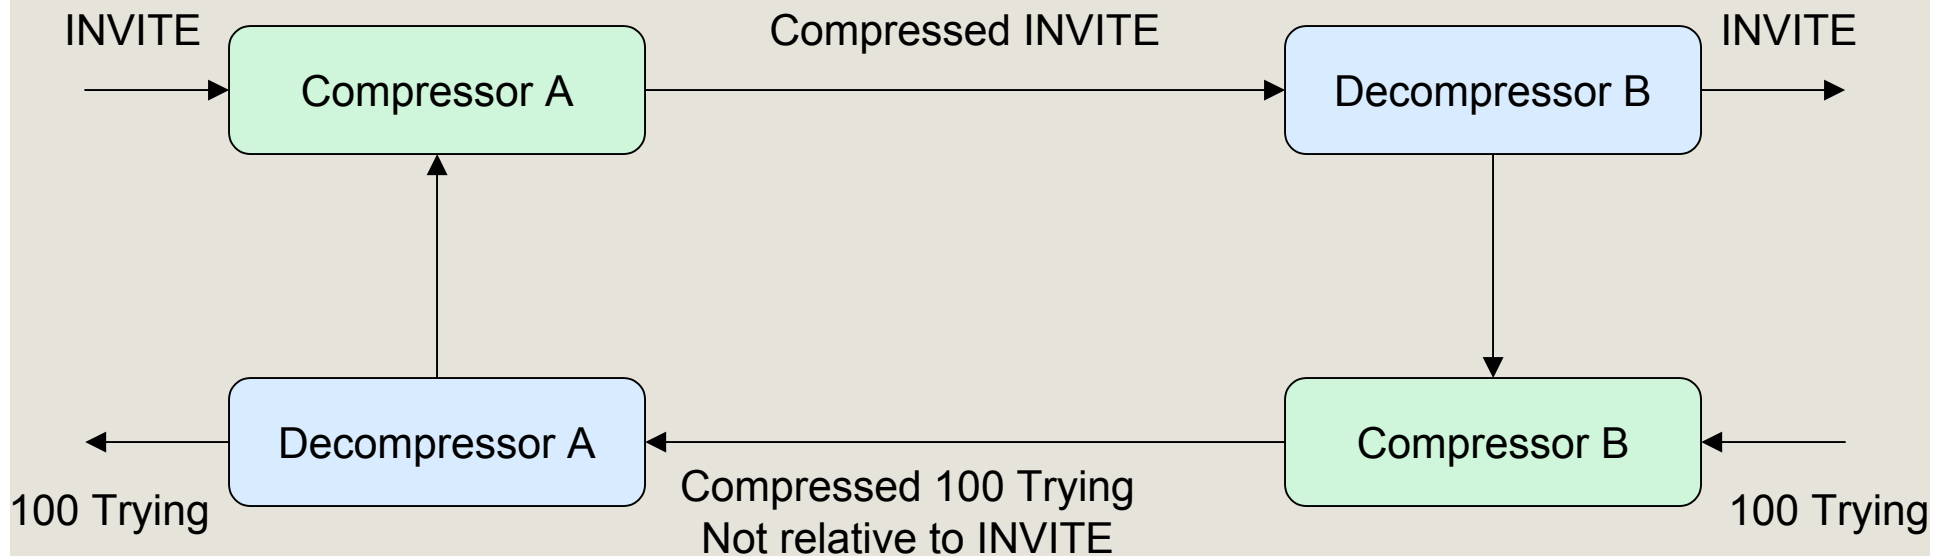 INVITE
Compressed INVITE
INVITE
Compressor A
Decompressor B
Decompressor A
Compressor B
100 Trying
Compressed 100 Trying
Not relative to INVITE
100 Trying